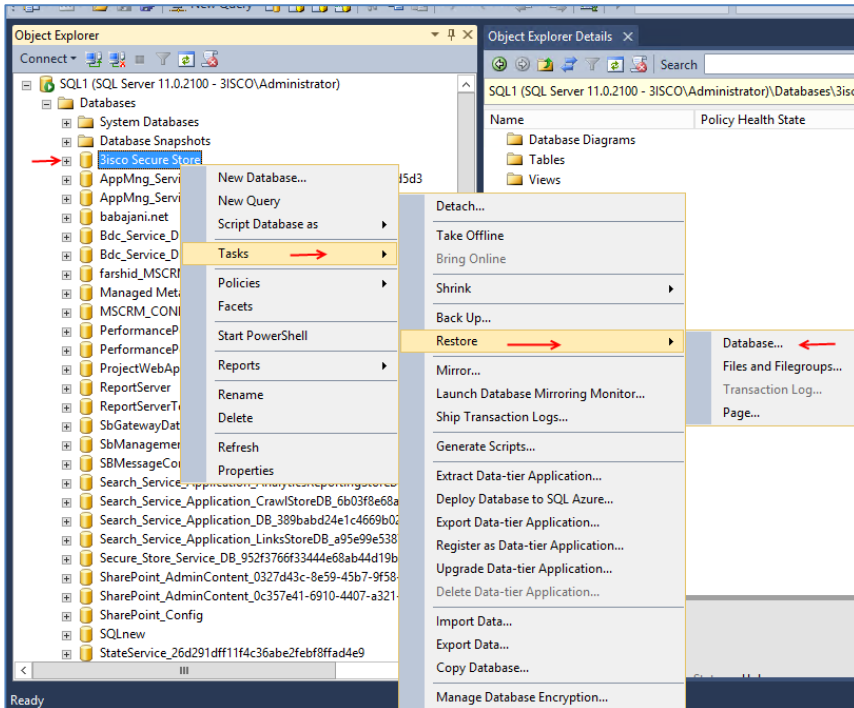 New Query
Object Explorer
Connect
SQL1 (SQL Server 11.0.2100 - 3ISCO\Administrator)
Databases
System Databases
Database Snapshots
3isco Secure Store
AppMng_Servi d5d3
AppMng_Servi
babajani.net
Bdc_Service_D
Bdc_Service_D
farshid_MSCRM
Managed Meta
MSCRM_CONF
PerformanceP
PerformanceP
ProjectWebAp
ReportServer
ReportServerTe
SbGatewayDat
SbManagemen
SBMessageCon
Search_Service_Application_AnalyticsReportingStoreD
Search_Service_Application_CrawlStoreDB_6b03f8e68a
Search_Service_Application_DB_389babd24e1c4669b02
Search_Service_Application_LinksStoreDB_a95e99e538
Secure_Store_Service_DB_952f3766f33444e68ab44d19b
SharePoint_AdminContent_0327d43c-8e59-45b7-9f58-
SharePoint_AdminContent_0c357e41-6910-4407-a321-
SharePoint_Config
SQLnew
StateService_26d291dff11f4c36abe2febf8ffad4e9
Ready
New Database...
New Query
Script Database as
Tasks
Policies
Facets
Start PowerShell
Reports
Rename
Delete
Refresh
Properties
Detach...
Take Offline
Bring Online
Shrink
Back Up...
Restore
Mirror...
Launch Database Mirroring Monitor...
Ship Transaction Logs...
Generate Scripts...
Extract Data-tier Application...
Deploy Database to SQL Azure...
Export Data-tier Application...
Register as Data-tier Application...
Upgrade Data-tier Application...
Delete Data-tier Application...
Import Data...
Export Data...
Copy Database...
Manage Database Encryption...
Database...
Files and Filegroups...
Transaction Log...
Page...
Object Explorer Details
Search
SQL1 (SQL Server 11.0.2100 - 3ISCO\Administrator)\Databases\3isc
Name Policy Health State
Database Diagrams
Tables
Views